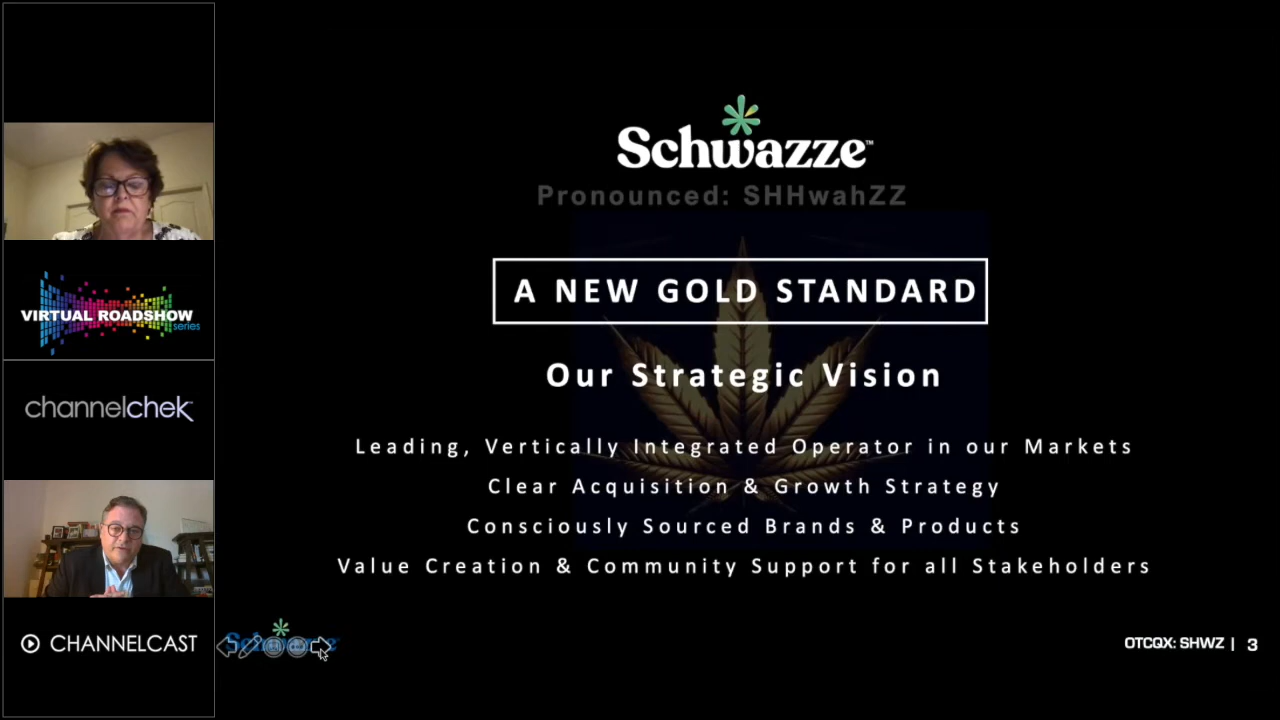 VIRTUAL ROADSHOW
series
channelchek
CHANNELCAST
Schwazze™
Pronounced: SHHwahZZ
A NEW GOLD STANDARD
Our Strategic Vision
Leading, Vertically Integrated Operator in our Markets
Clear Acquisition & Growth Strategy
Consciously Sourced Brands & Products
Value Creation & Community Support for all Stakeholders
Schwazze
OTCQX: SHWZ | 3